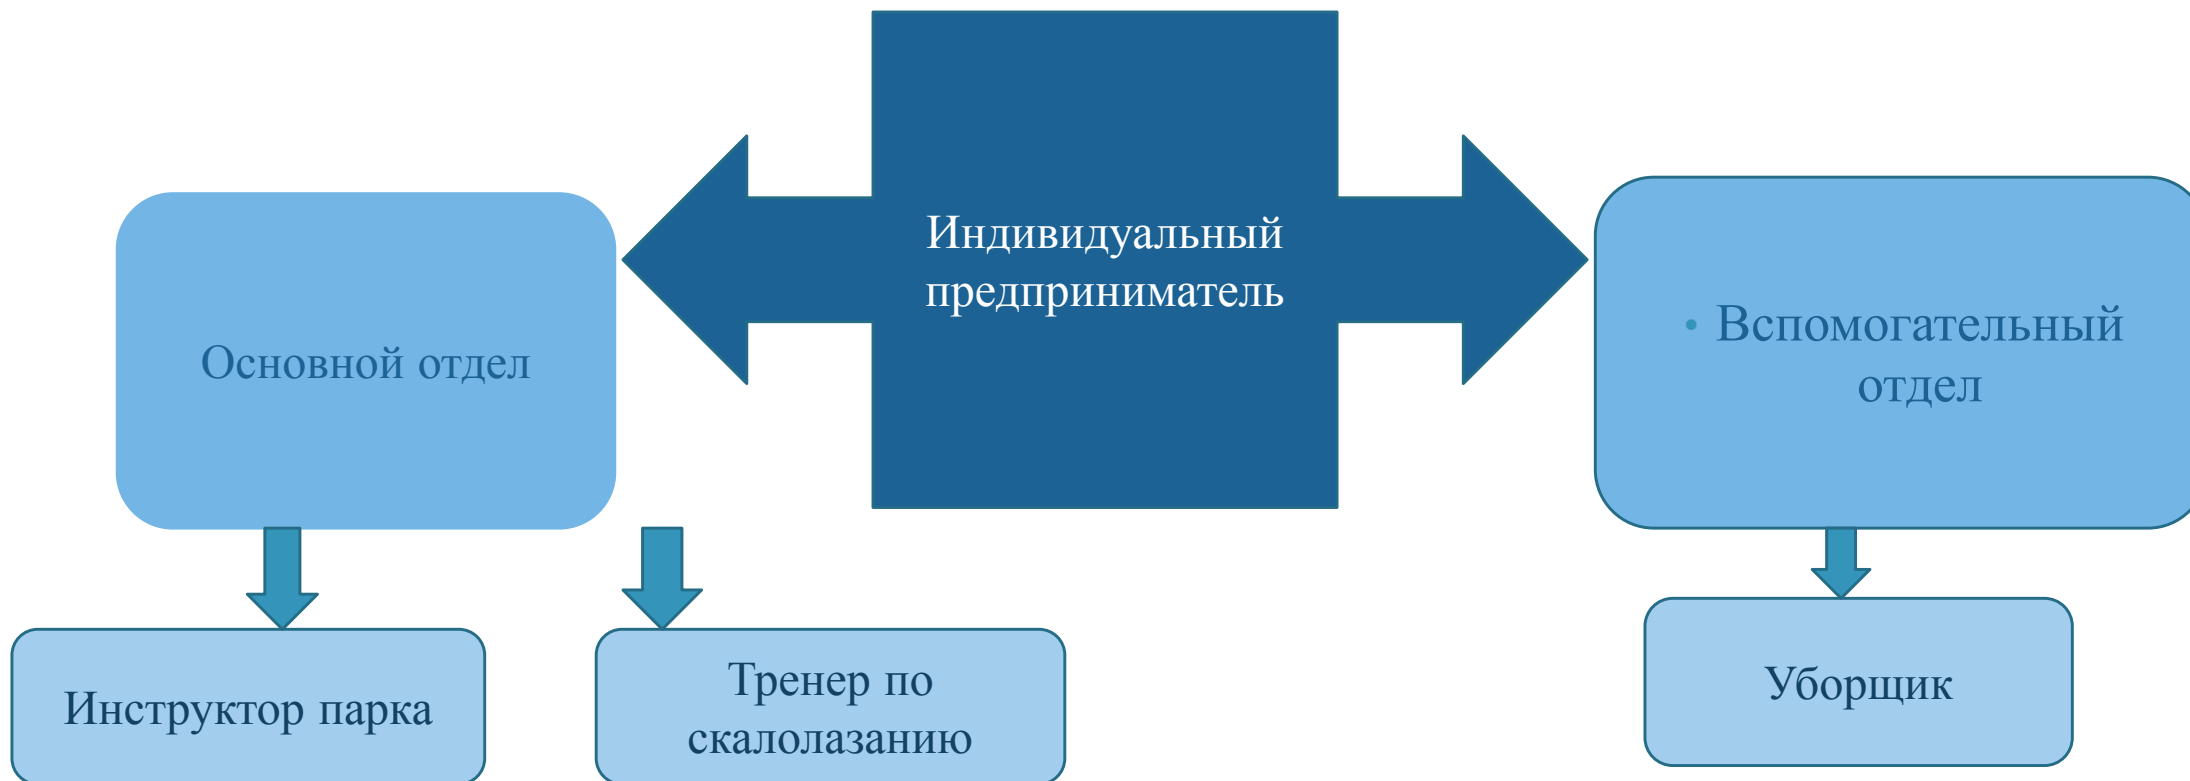 Индивидуальный
предприниматель
Основной отдел
• Вспомогательный
отдел
Инструктор парка
Тренер по
скалолазанию
Уборщик